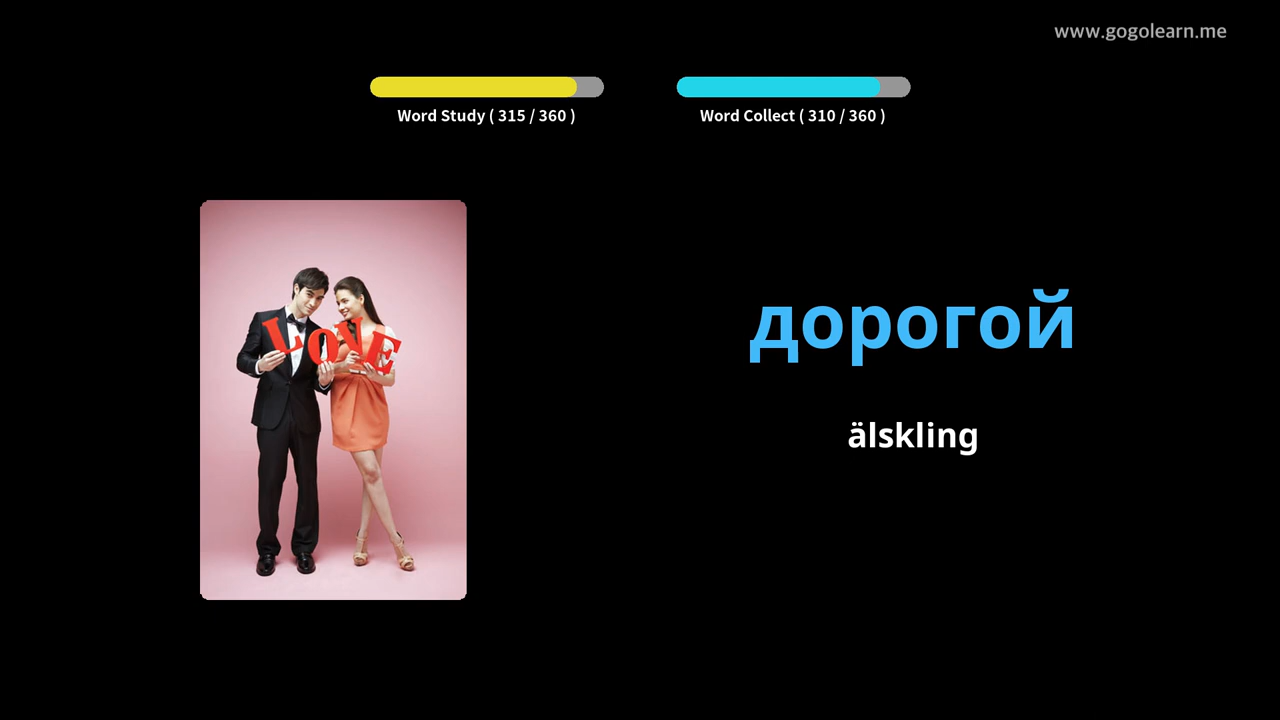 www.gogolearn.me
Word Study ( 315 / 360 )
Word Collect ( 310 / 360 )
LOVE
дорогой
älskling